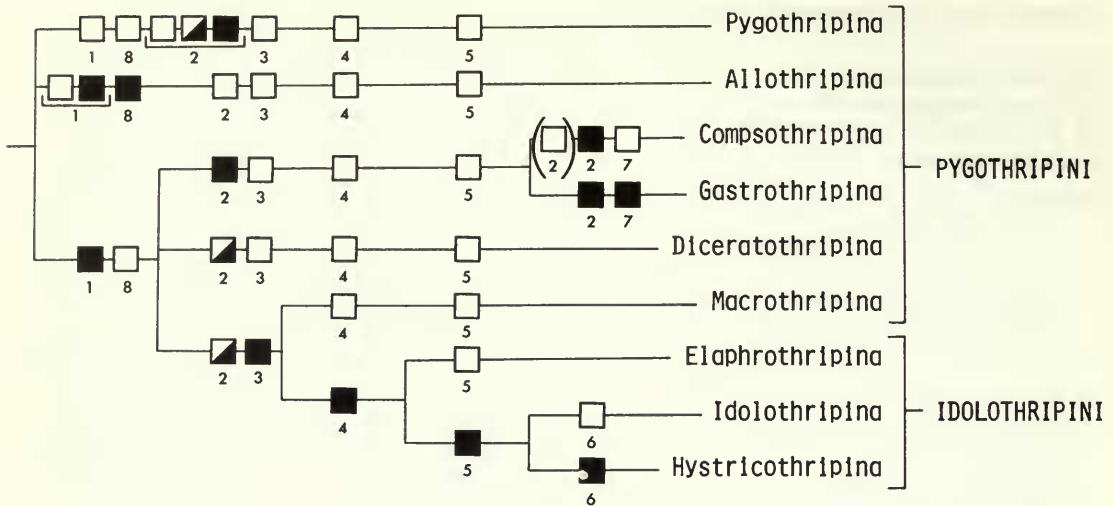 Pygothripina
1 8 2 3 4 5
Allothripina
1 8 2 3 4 5
Compsothripina
2 2 7
PYGOTHRIPINI
2 3 4 5
Gastrothripina
2 7
Diceratothripina
1 8 2 3 4 5
Macrothripina
4 5
Elaphrothripina
2 3 5
Idolothripina
IDOLOTHRIPINI
4 6
Hystricothripina
5 6